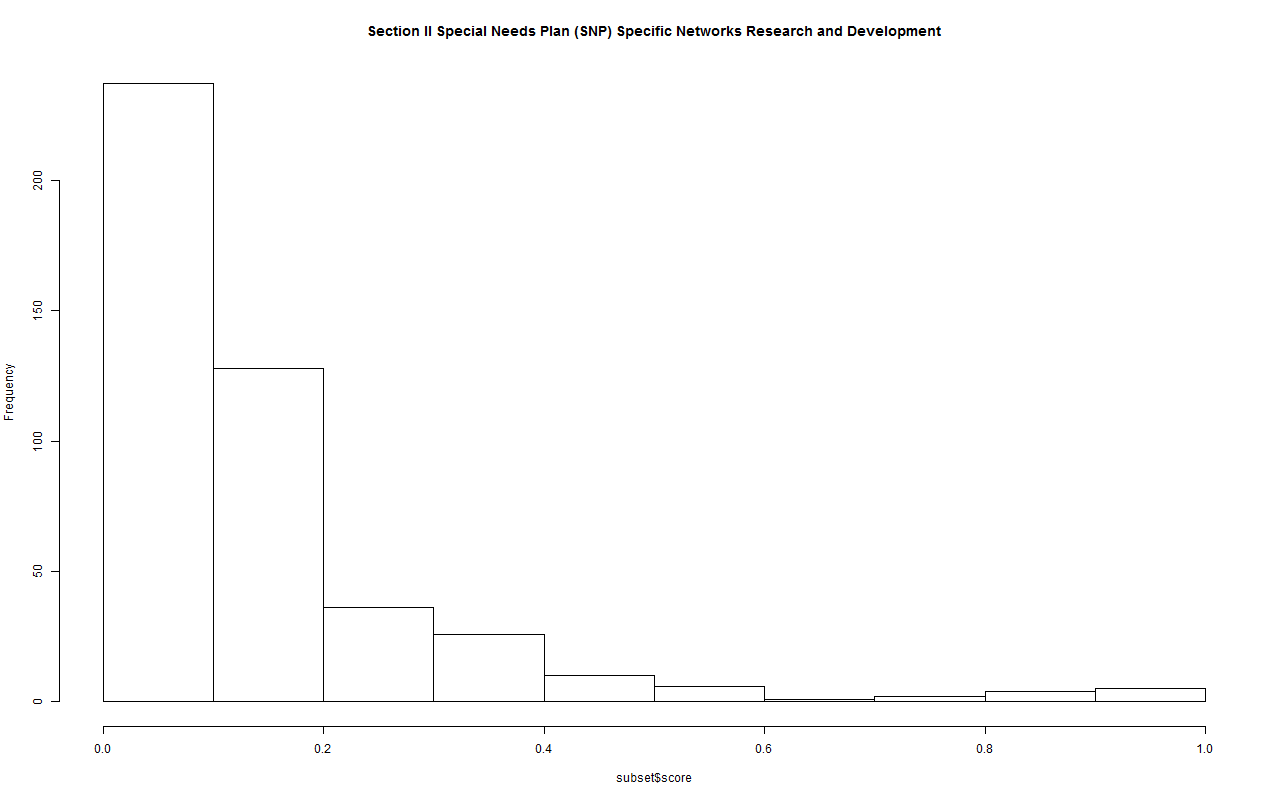 Section II Special Needs Plan (SNP) Specific Networks Research and Development
Frequency
200
150
100
50
0
0.0 0.2 0.4 0.6 0.8 1.0
subset$score